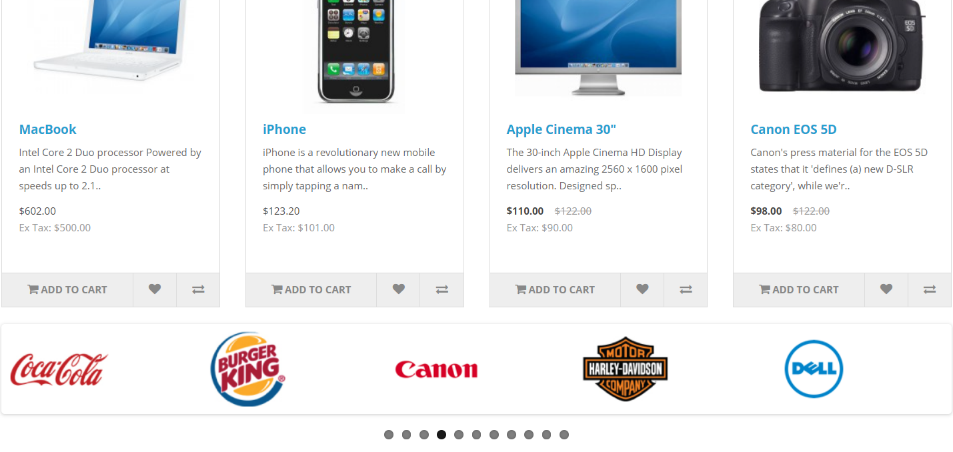 EOS
5D
MacBook
Intel Core 2 Duo processor Powered by
an Intel Core 2 Duo processor at
speeds up to 2.1..
$602.00
Ex Tax: $500.00
ADD TO CART
iPhone
iPhone is a revolutionary new mobile
phone that allows you to make a call by
simply tapping a nam..
$123.20
Ex Tax: $101.00
ADD TO CART
Apple Cinema 30"
The 30-inch Apple Cinema HD Display
delivers an amazing 2560 x 1600 pixel
resolution. Designed sp..
$110.00 $122.00
Ex Tax: $90.00
ADD TO CART
Canon EOS 5D
Canon's press material for the EOS 5D
states that it 'defines (a) new D-SLR
category', while we'r..
$98.00 $122.00
Ex Tax: $80.00
ADD TO CART
Coca-Cola
BURGER
KING
Canon
MOTOR
HARLEY-DAVIDSON
COMPANY
DELL